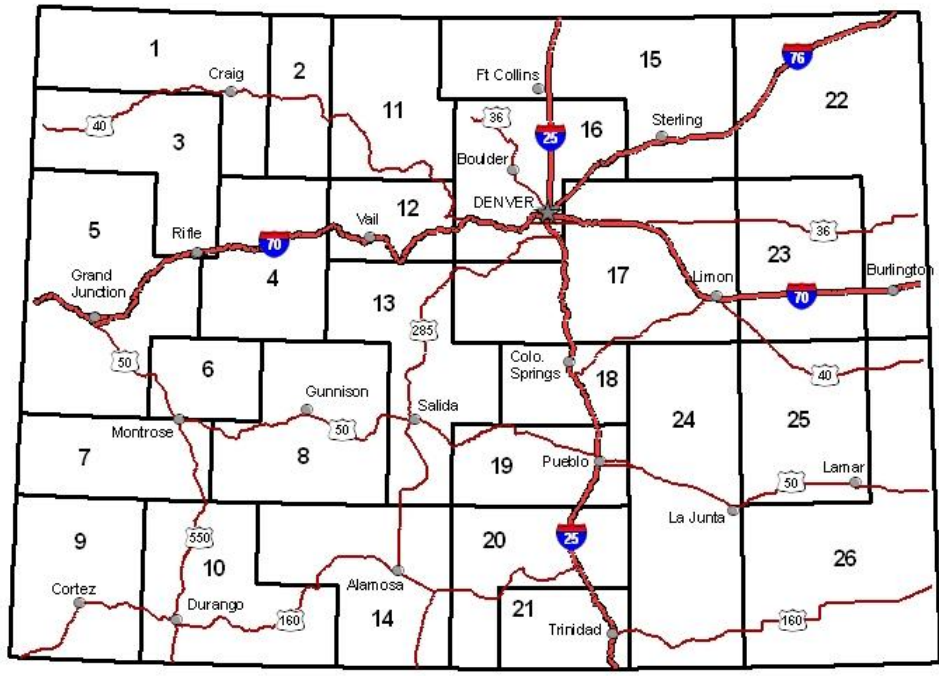 1
2
11
15
76
22
Craig
Ft Collins
40
3
36
25
16
Sterling
Boulder
DENVER
5
Rifle
Vail
12
70
4
36
23
Grand
Junction
13
17
Limon
70
Burlington
285
50
6
Colo.
Springs
18
40
Gunnison
Salida
24
25
Montrose
50
7
8
19
Pueblo
50
Lamar
La Junta
9
550
10
20
25
26
Cortez
Durango
Alamosa
160
14
21
Trinidad
160